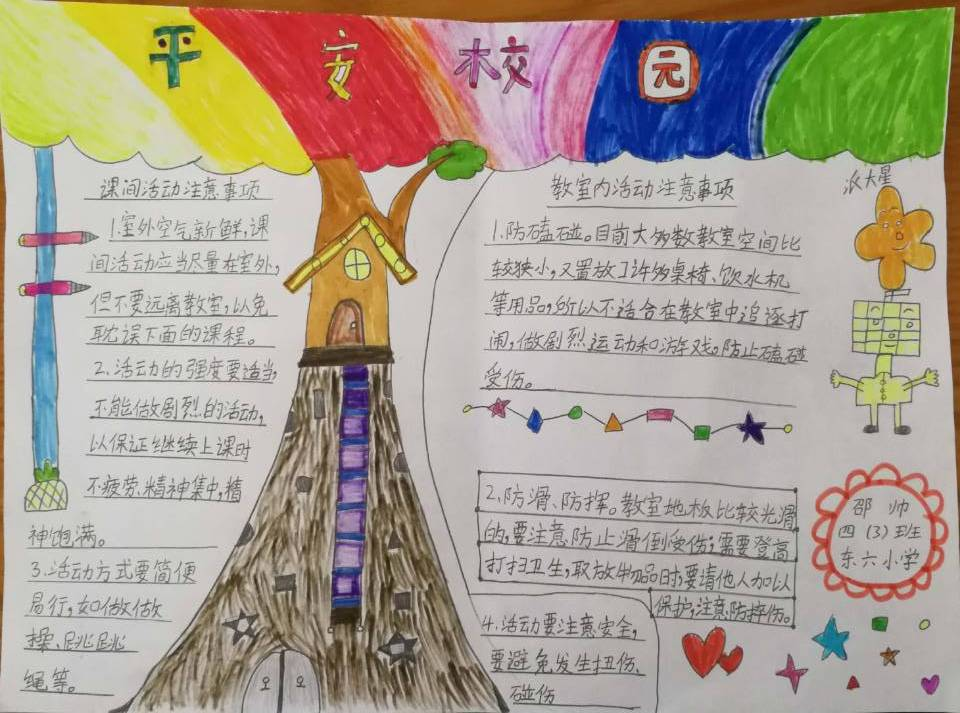 平安校园
课间活动注意事项
1.室外空气新鲜,课
间活动应当尽量在室外,
但不要远离教室,以免
耽误下面的课程。
2.活动的强度要适当,
不能做剧烈的活动,
以保证继续上课时
不疲劳、精神集中,精
神饱满。
3.活动方式要简便
易行,如做做
操、跳跳
绳等。
教室内活动注意事项
1.防磕碰。目前大多数教室空间比
较狭小,又置放了许多桌椅、饮水机
等用品,所以不适合在教室中追逐打
闹,做剧烈运动和游戏。防止磕碰
受伤。
2.防滑、防摔。教室地板比较光滑
的,要注意防止滑倒受伤;需要登高
打扫卫生,取放物品时,要请他人加以
保护,注意防摔伤。
4.活动要注意安全,
要避免发生扭伤、
碰伤
派大星
邵帅
四(3)班生
东六小学